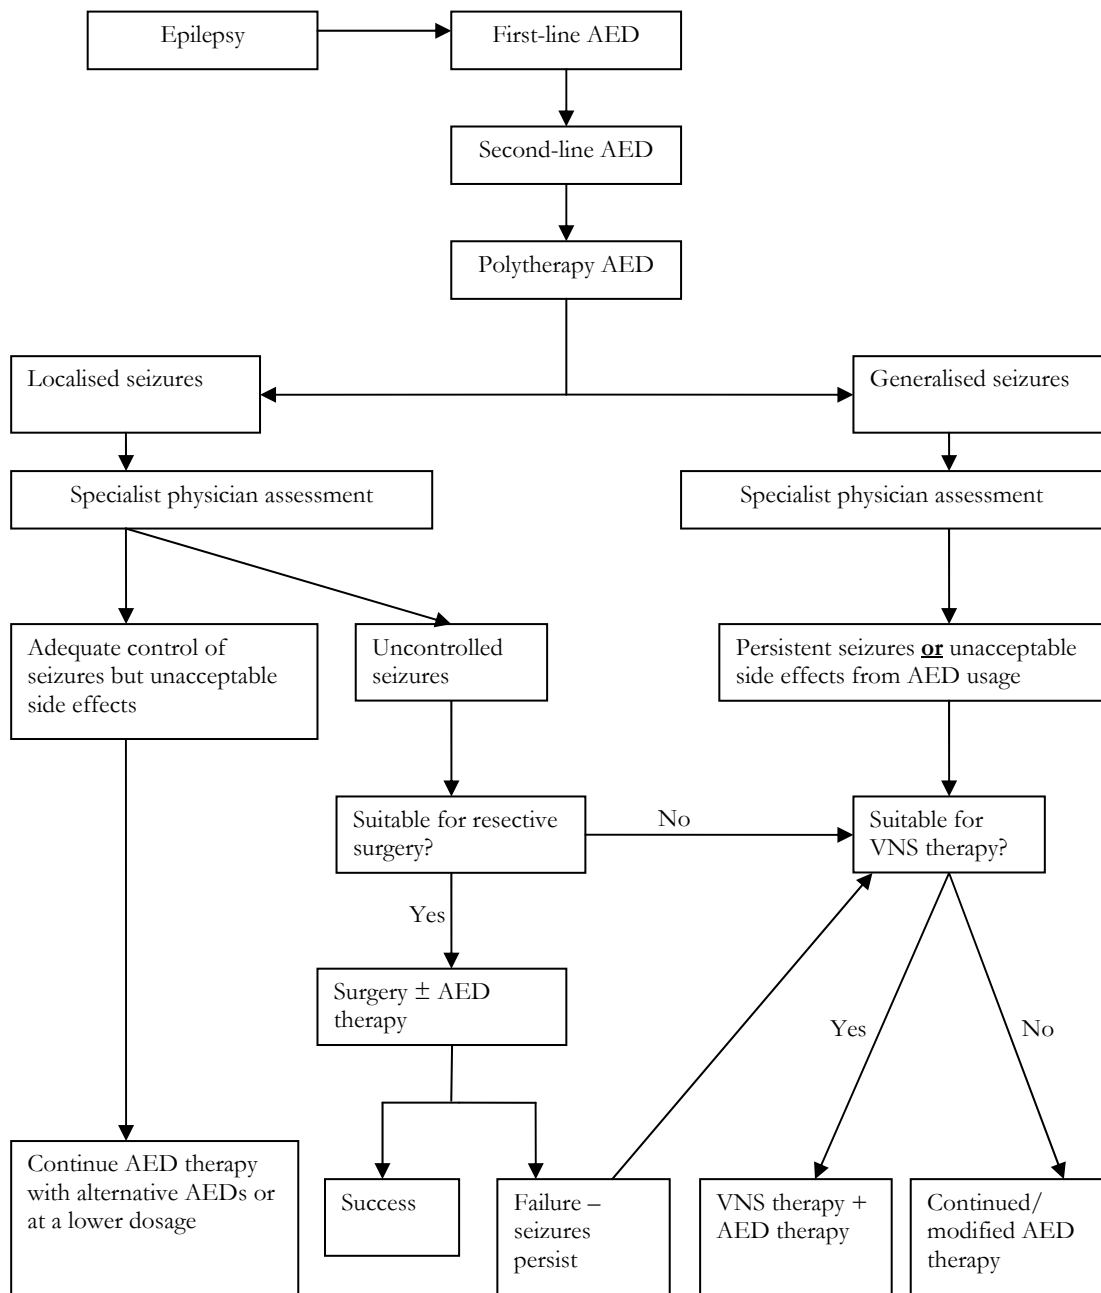 Epilepsy
First-line AED
Second-line AED
Polytherapy AED
Localised seizures
Generalised seizures
Specialist physician assessment
Specialist physician assessment
Adequate control of
seizures but unacceptable
side effects
Uncontrolled
seizures
Persistent seizures or unacceptable
side effects from AED usage
Suitable for resective
surgery?
No
Suitable for
VNS therapy?
Yes
Surgery ± AED
therapy
Yes
No
Continue AED therapy
with alternative AEDs or
at a lower dosage
Success
Failure –
seizures
persist
VNS therapy +
AED therapy
Continued/
modified AED
therapy